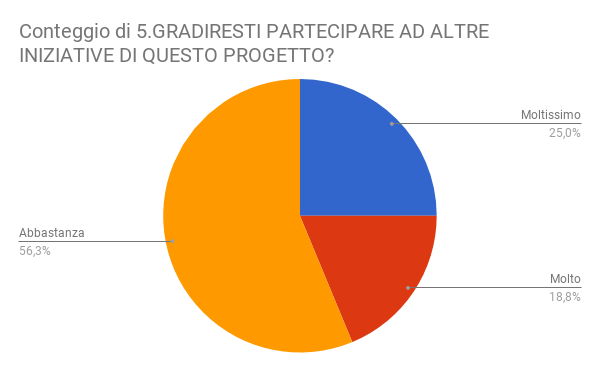 Conteggio di 5.GRADIRESTI PARTECIPARE AD ALTRE
INIZIATIVE DI QUESTO PROGETTO?
Moltissimo
25,0%
Abbastanza
56,3%
Molto
18,8%